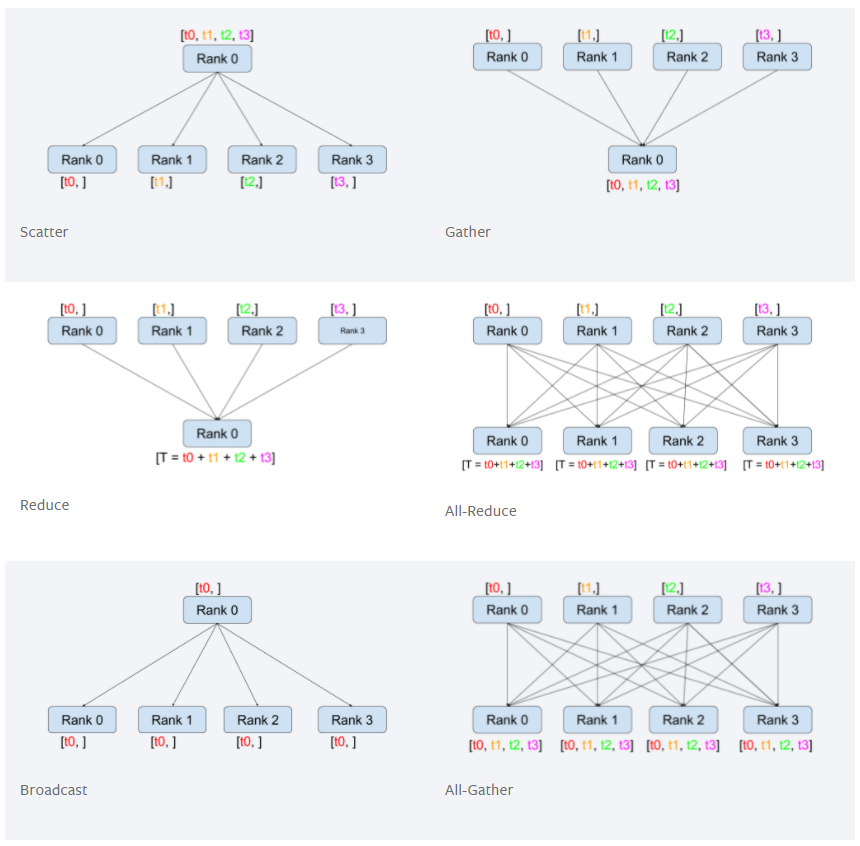 [t0, t1, t2, t3]
Rank 0
Rank 0 Rank 1 Rank 2 Rank 3
[t0, ] [t1,] [t2,] [t3, ]
Scatter
[t0, ] [t1,] [t2,] [t3, ]
Rank 0 Rank 1 Rank 2 Rank 3
Rank 0
[t0, t1, t2, t3]
Gather
[t0, ] [t1,] [t2,] [t3, ]
Rank 0 Rank 1 Rank 2 Rank 3
Rank 0
[T = t0 + t1 + t2 + t3]
Reduce
[t0, ] [t1,] [t2,] [t3, ]
Rank 0 Rank 1 Rank 2 Rank 3
Rank 0 Rank 1 Rank 2 Rank 3
[T = t0+t1+t2+t3] [T = t0+t1+t2+t3] [T = t0+t1+t2+t3] [T = t0+t1+t2+t3]
All-Reduce
[t0, ]
Rank 0
Rank 0 Rank 1 Rank 2 Rank 3
[t0, ] [t0, ] [t0, ] [t0, ]
Broadcast
[t0, ] [t1,] [t2,] [t3, ]
Rank 0 Rank 1 Rank 2 Rank 3
Rank 0 Rank 1 Rank 2 Rank 3
[t0, t1, t2, t3] [t0, t1, t2, t3] [t0, t1, t2, t3] [t0, t1, t2, t3]
All-Gather